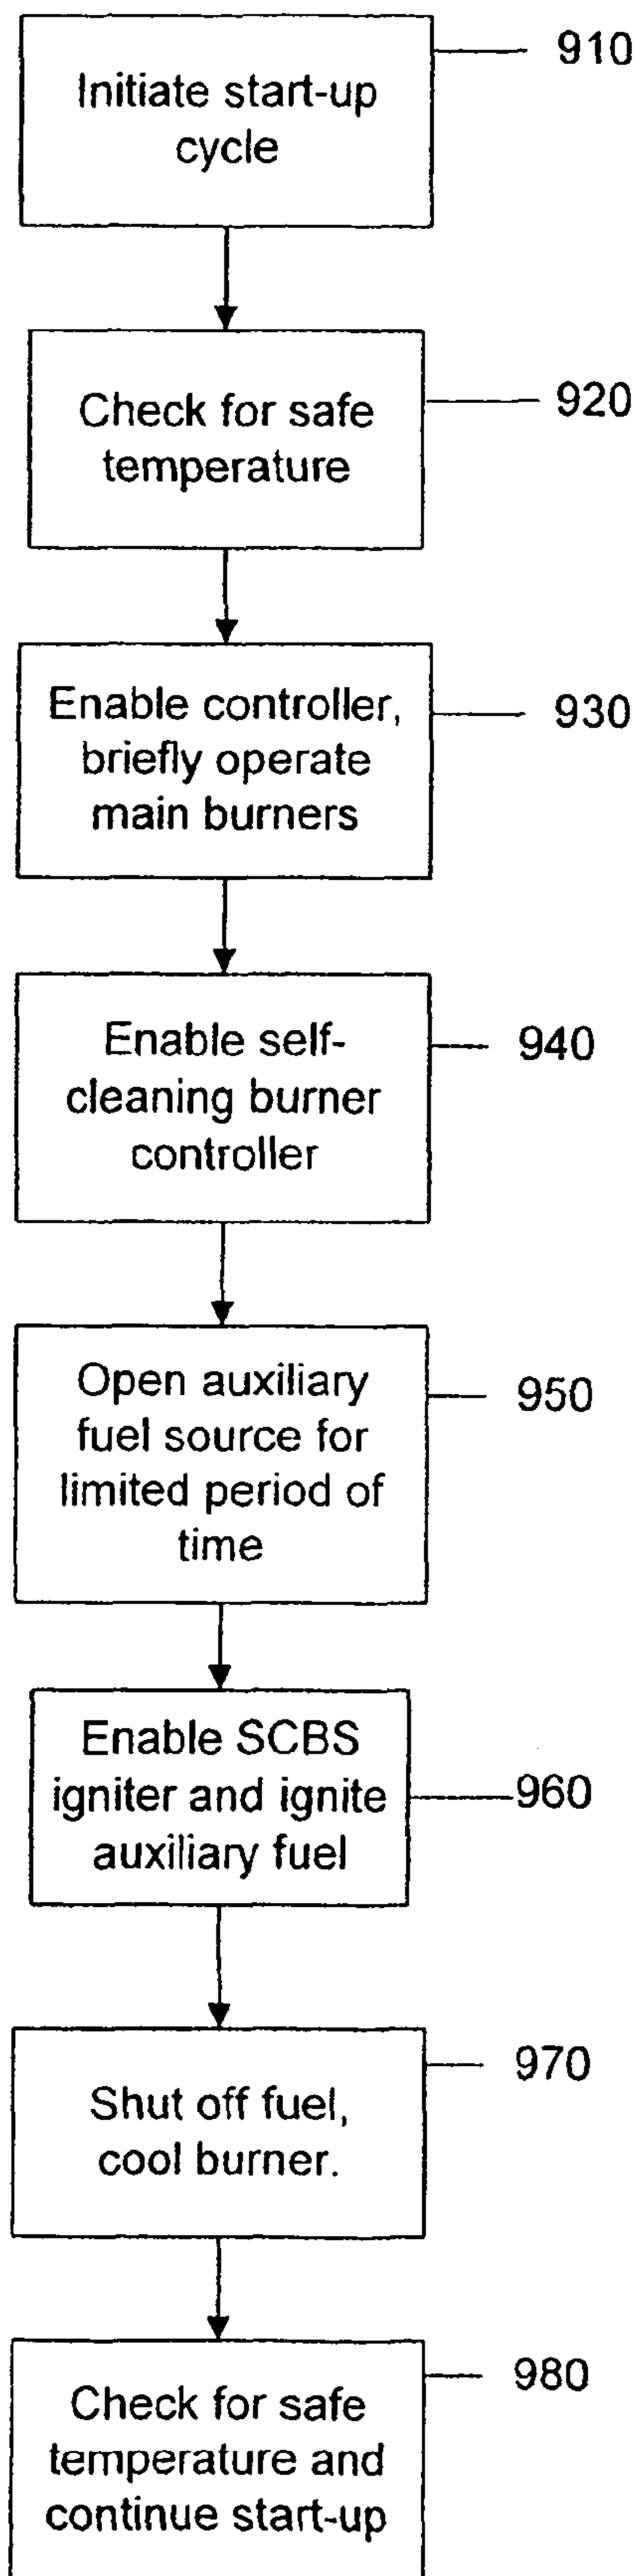 910
Initiate start-up
cycle
920
Check for safe
temperature
930
Enable controller,
briefly operate
main burners
940
Enable self-
cleaning burner
controller
950
Open auxiliary
fuel source for
limited period of
time
Enable SCBS
igniter and ignite
960
auxiliary fuel
970
Shut off fuel,
cool burner.
980
Check for safe
temperature and
continue start-up